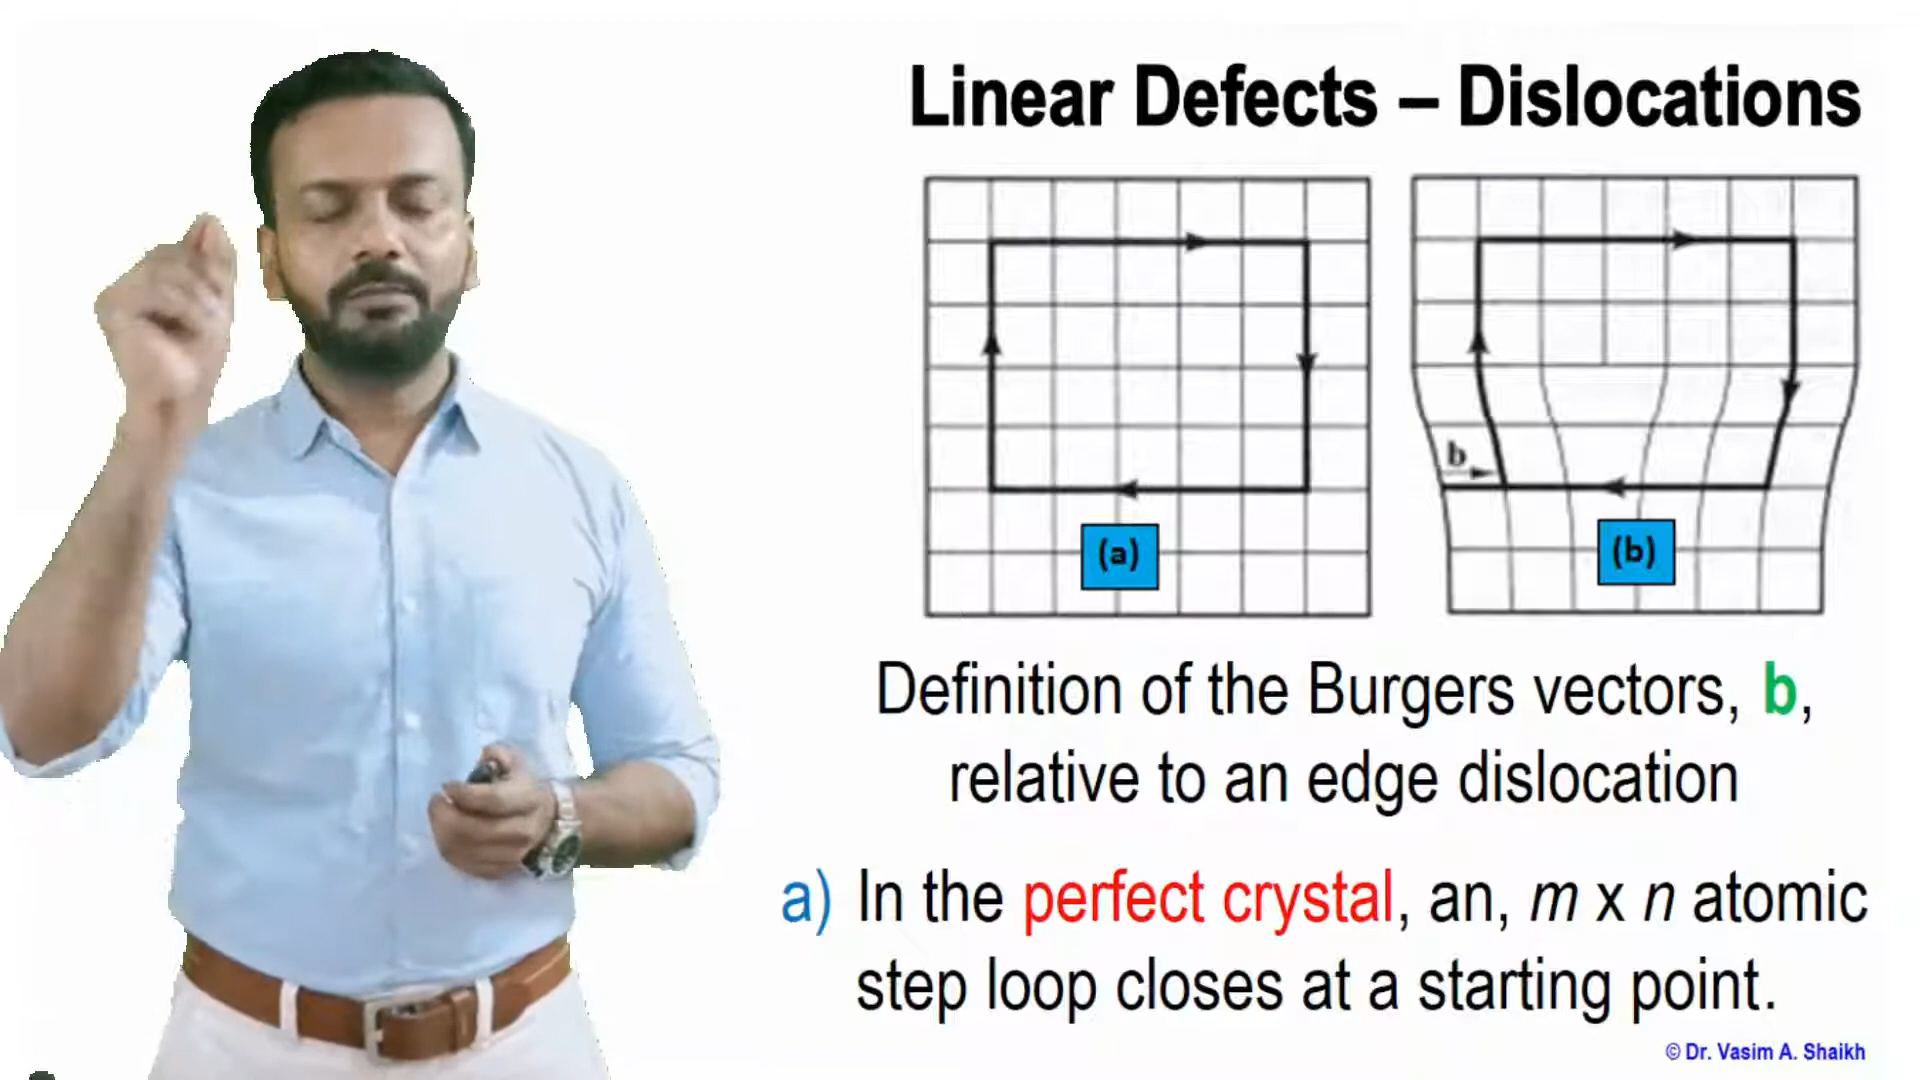 Linear Defects – Dislocations
b
(a)
(b)
Definition of the Burgers vectors, b,
relative to an edge dislocation
a) In the perfect crystal, an, m x n atomic
step loop closes at a starting point.
© Dr. Vasim A. Shaikh